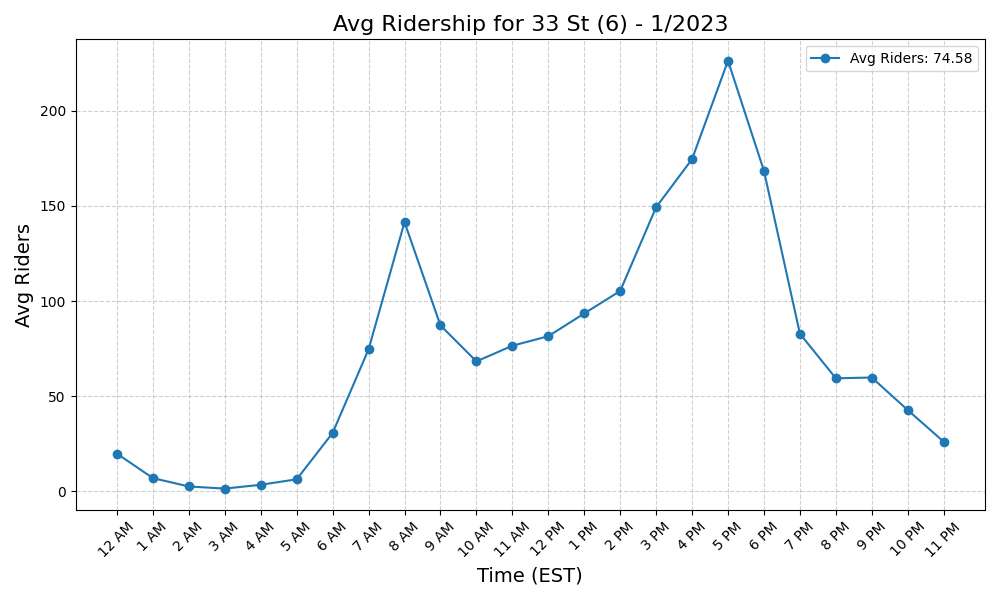 Avg Ridership for 33 St (6) - 1/2023
Avg Riders: 74.58
Avg Riders
200
150
100
50
0
12 AM
1 AM
2 AM
3 AM
4 AM
5 AM
6 AM
7 AM
8 AM
9 AM
10 AM
11 AM
12 PM
1 PM
2 PM
3 PM
4 PM
5 PM
6 PM
7 PM
8 PM
9 PM
10 PM
11 PM
Time (EST)